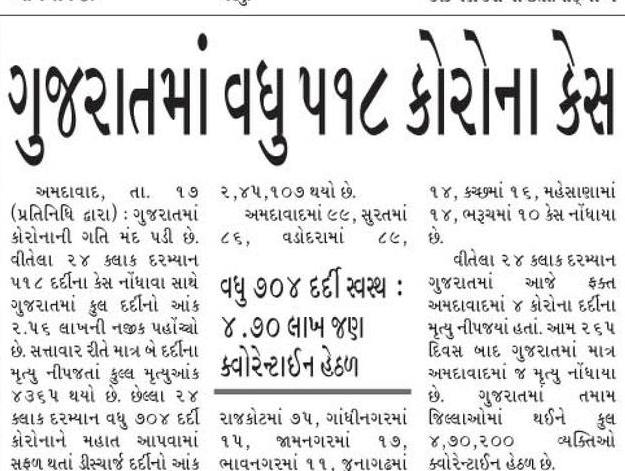 ગુજરાતમાં વધુ ૫૧૮ કોરોના કેસ
અમદાવાદ, તા. ૧૭
(પ્રતિનિધિ દ્વારા) : ગુજરાતમાં
કોરોનાની ગતિ મંદ પડી છે.
વીતેલા ૨૪ કલાક દરમ્યાન
૫૧૮ દર્દીના કેસ નોંધાવા સાથે
ગુજરાતમાં કુલ દર્દીનો આંક
૨.૫૬ લાખની નજીક પહોંચ્યો
છે. સત્તાવાર રીતે માત્ર બે દર્દીના
મૃત્યુ નીપજતાં કુલ્લ મૃત્યુઆંક
૪૩૬૫ થયો છે. છેલ્લા ૨૪
કલાક દરમ્યાન વધુ ૭૦૪ દર્દી
કોરોનાને મહાત આપવામાં
સફળ થતાં ડીસ્ચાર્જ દર્દીનો આંક
૨,૪૫,૧૦૭ થયો છે.
અમદાવાદમાં ૯૯, સુરતમાં
૮૬, વડોદરામાં ૮૯,
વધુ ૭૦૪ દર્દી સ્વસ્થ :
૪.૭૦ લાખ જણ
ક્વોરેન્ટાઈન હેઠળ
રાજકોટમાં ૭૫, ગાંધીનગરમાં
૧૫, જામનગરમાં ૧૭,
ભાવનગરમાં ૧૧, જુનાગઢમાં
૧૪, કચ્છમાં ૧૬, મહેસાણામાં
૧૪, ભરૂચમાં ૧૦ કેસ નોંધાયા
છે.
વીતેલા ૨૪ કલાક દરમ્યાન
ગુજરાતમાં આજે ફક્ત
અમદાવાદમાં ૪ કોરોના દર્દીના
મૃત્યુ નીપજયાં હતાં. આમ ૨૬૫
દિવસ બાદ ગુજરાતમાં માત્ર
અમદાવાદમાં જ મૃત્યુ નોંધાયા
છે. ગુજરાતમાં તમામ
જિલ્લાઓમાં થઈને કુલ
૪,૭૦,૨૦૦ વ્યક્તિઓ
ક્વોરેન્ટાઈન હેઠળ છે.